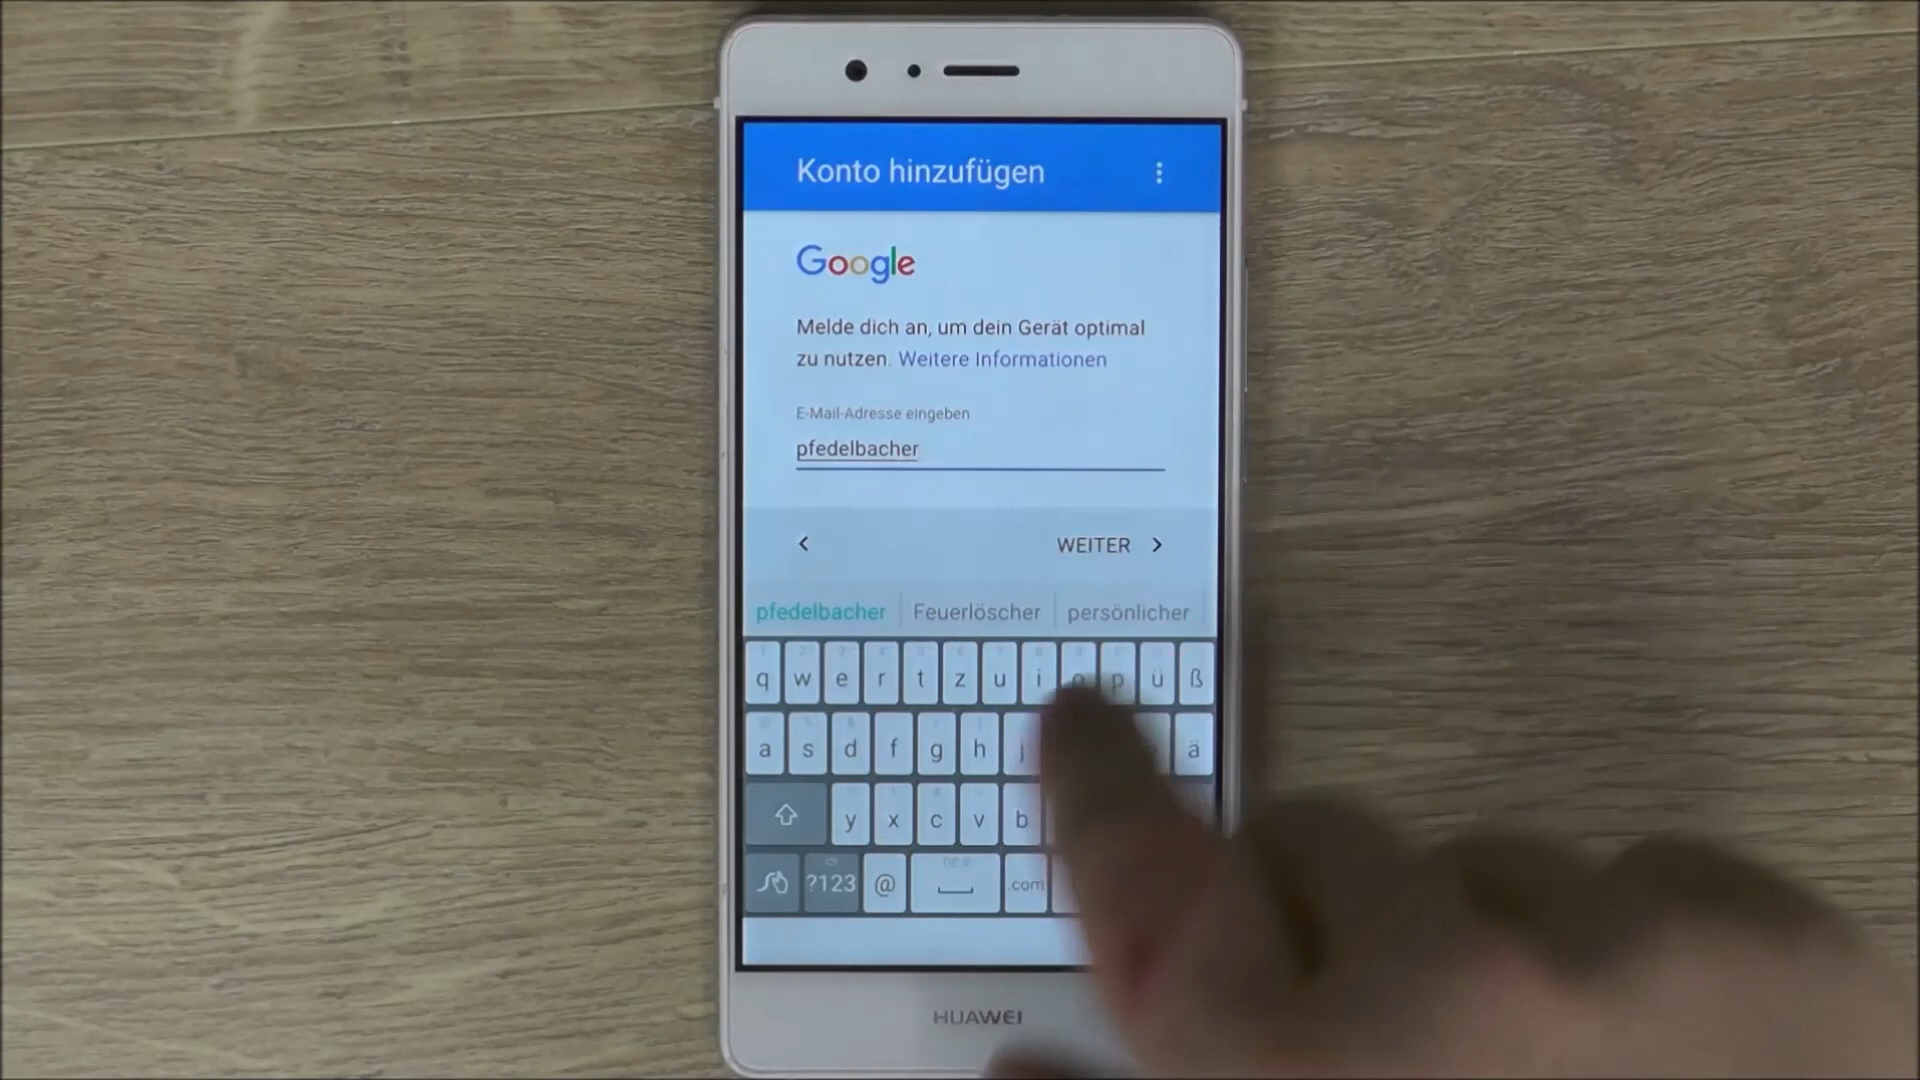 Konto hinzufügen
Google
Melde dich an, um dein Gerät optimal
zu nutzen. Weitere Informationen
E-Mail-Adresse eingeben
pfedelbacher
WEITER
pfedelbacher Feuerlöscher persönlicher
q w e r t z u i o p ü ß
a s d f g h j ä
y x c v b
?123 @ .com
HUAWEI